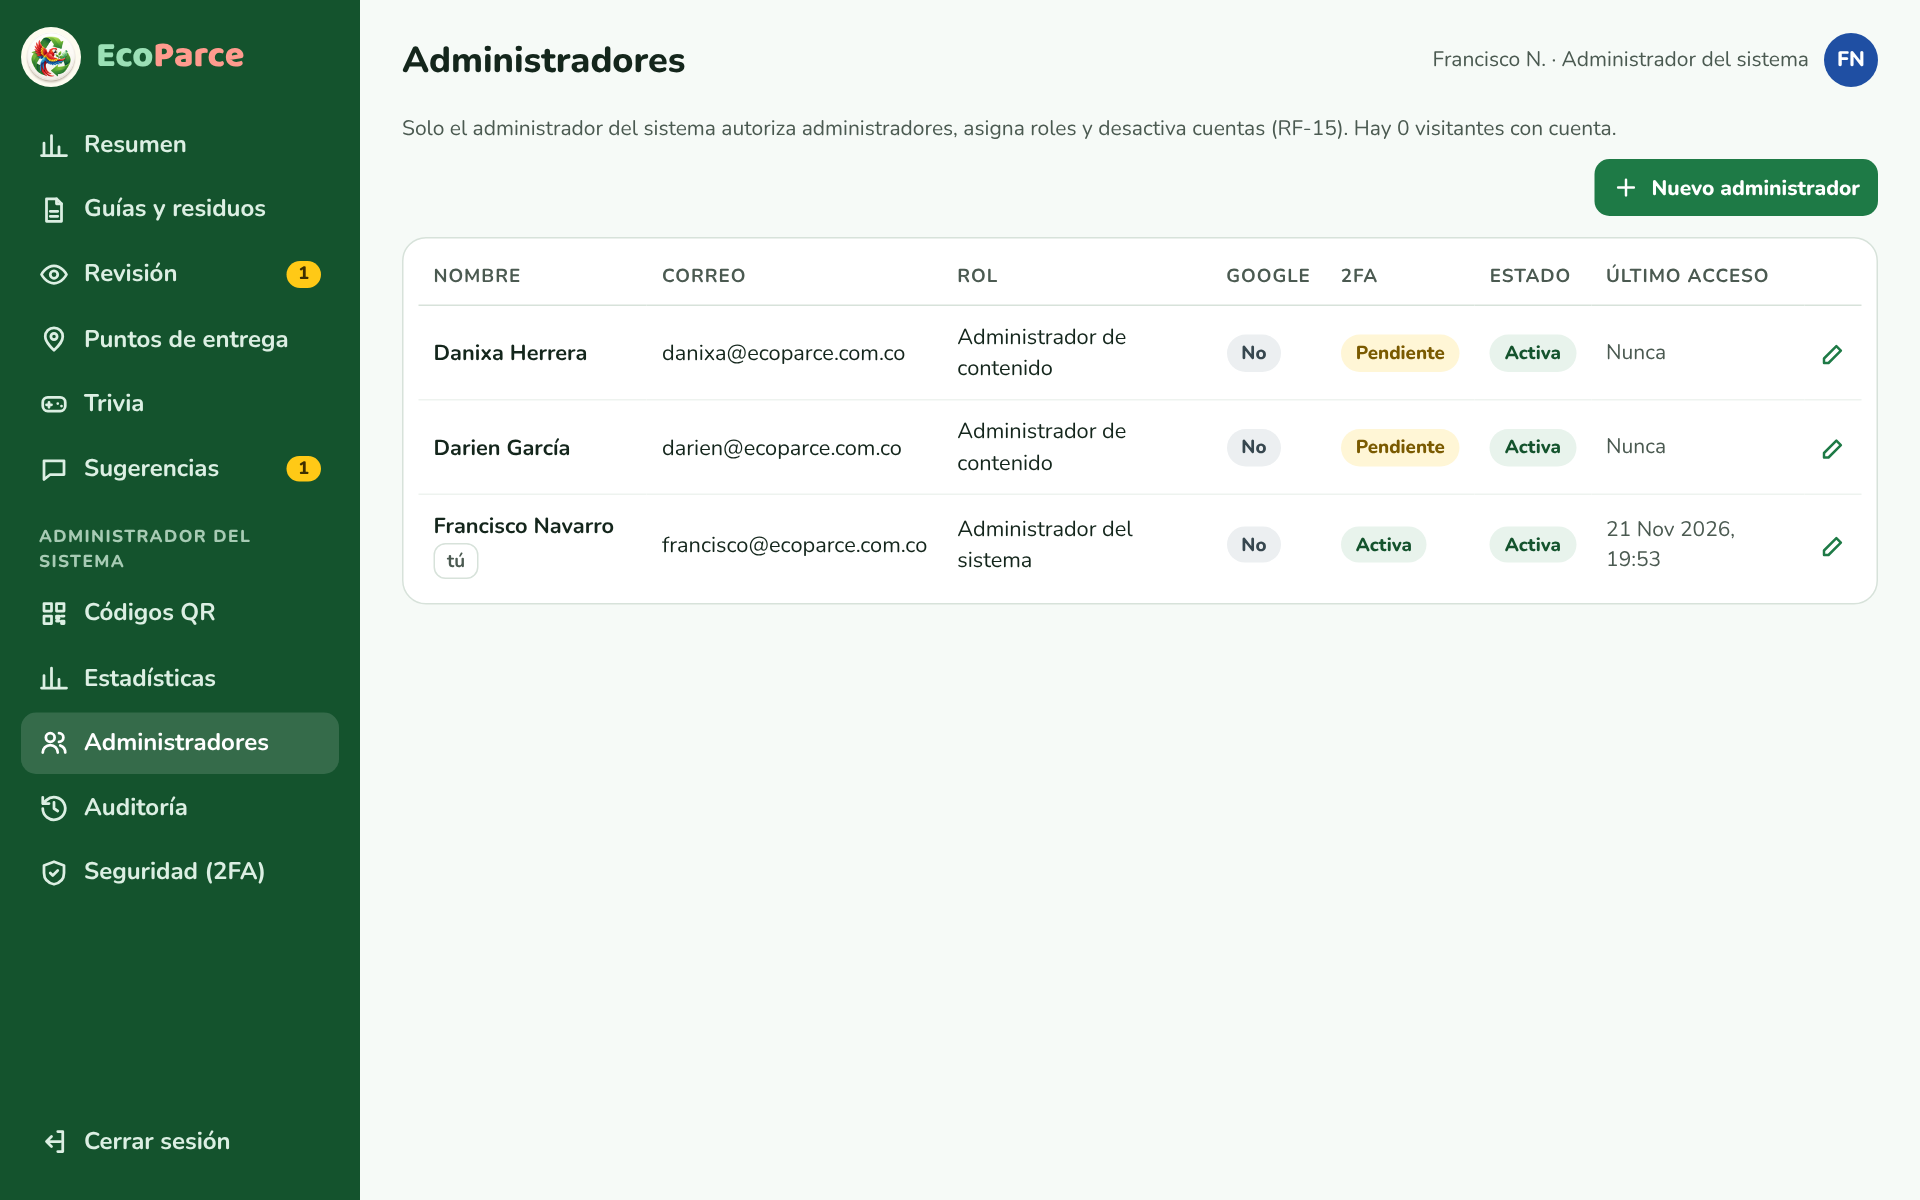 EcoParce
Resumen
Guías y residuos
Revisión 1
Puntos de entrega
Trivia
Sugerencias 1
ADMINISTRADOR DEL
SISTEMA
Códigos QR
Estadísticas
Administradores
Auditoría
Seguridad (2FA)
Cerrar sesión
Administradores
Francisco N. · Administrador del sistema FN
Solo el administrador del sistema autoriza administradores, asigna roles y desactiva cuentas (RF-15). Hay 0 visitantes con cuenta.
+ Nuevo administrador
NOMBRE CORREO ROL GOOGLE 2FA ESTADO ÚLTIMO ACCESO
Danixa Herrera danixa@ecoparce.com.co Administrador de contenido No Pendiente Activa Nunca
Darien García darien@ecoparce.com.co Administrador de contenido No Pendiente Activa Nunca
Francisco Navarro tú francisco@ecoparce.com.co Administrador del sistema No Activa Activa 21 Nov 2026, 19:53